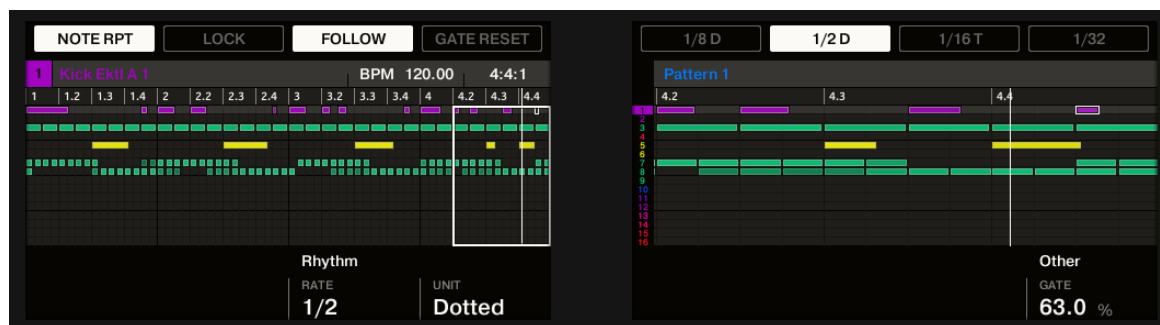 NOTE RPT LOCK FOLLOW GATE RESET
1 Kick Ektl A 1 BPM 120.00 4:4:1
1 1.2 1.3 1.4 2 2.2 2.3 2.4 3 3.2 3.3 3.4 4 4.2 4.3 4.4
Rhythm
RATE UNIT
1/2 Dotted
1/8 D 1/2 D 1/16 T 1/32
Pattern 1
4.2 4.3 4.4
1
2
3
4
5
6
7
8
9
10
11
12
13
14
15
16
Other
GATE
63.0 %